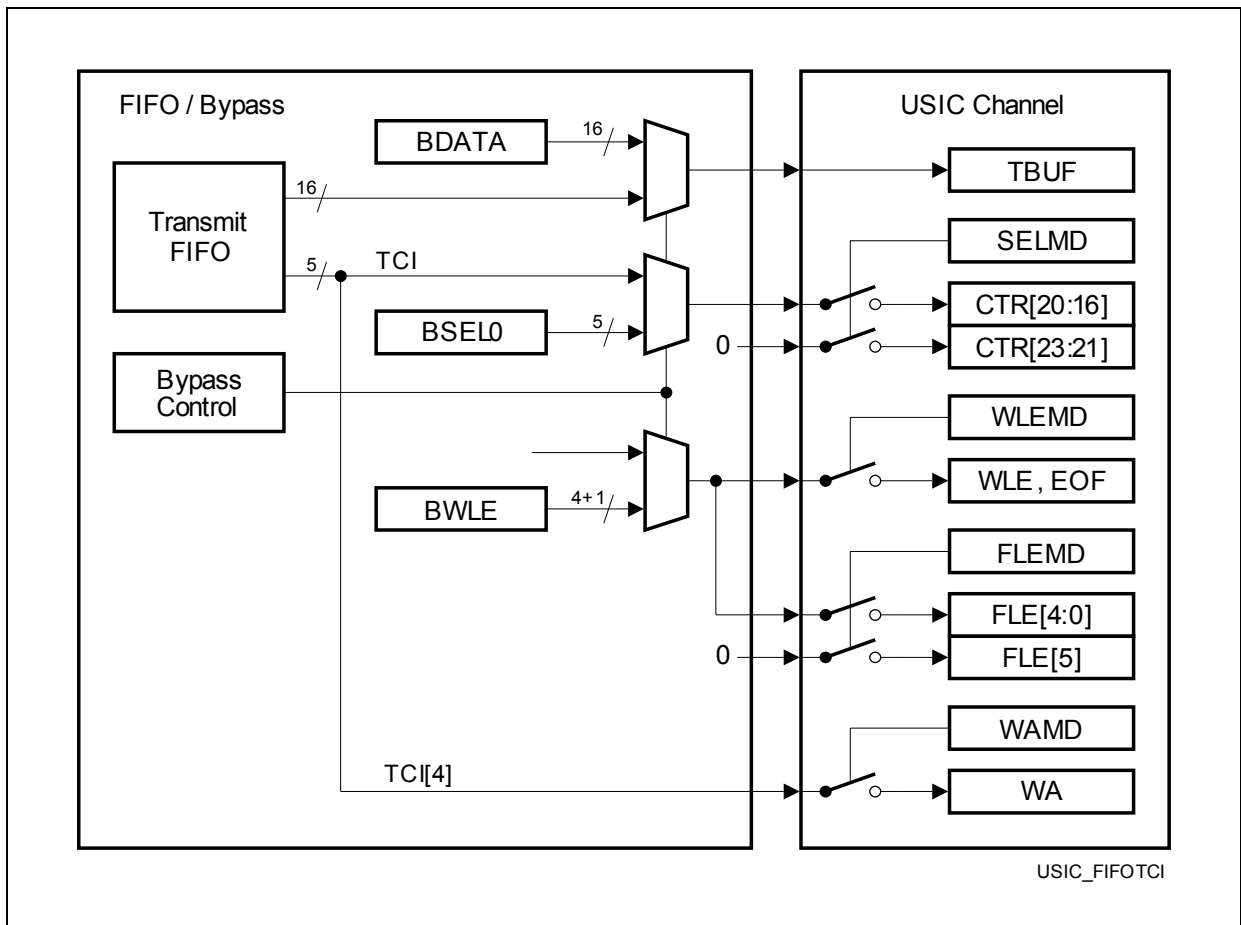 FIFO / Bypass
USIC Channel
BDATA
16
TBUF
16
Transmit
FIFO
SELMD
5
TCI
CTR[20:16]
BSEL0
5
0
CTR[23:21]
Bypass
Control
WLEMD
WLE , EOF
BWLE
4+1
FLEMD
FLE[4:0]
0
FLE[5]
WAMD
TCI[4]
WA
USIC_FIFOTCI